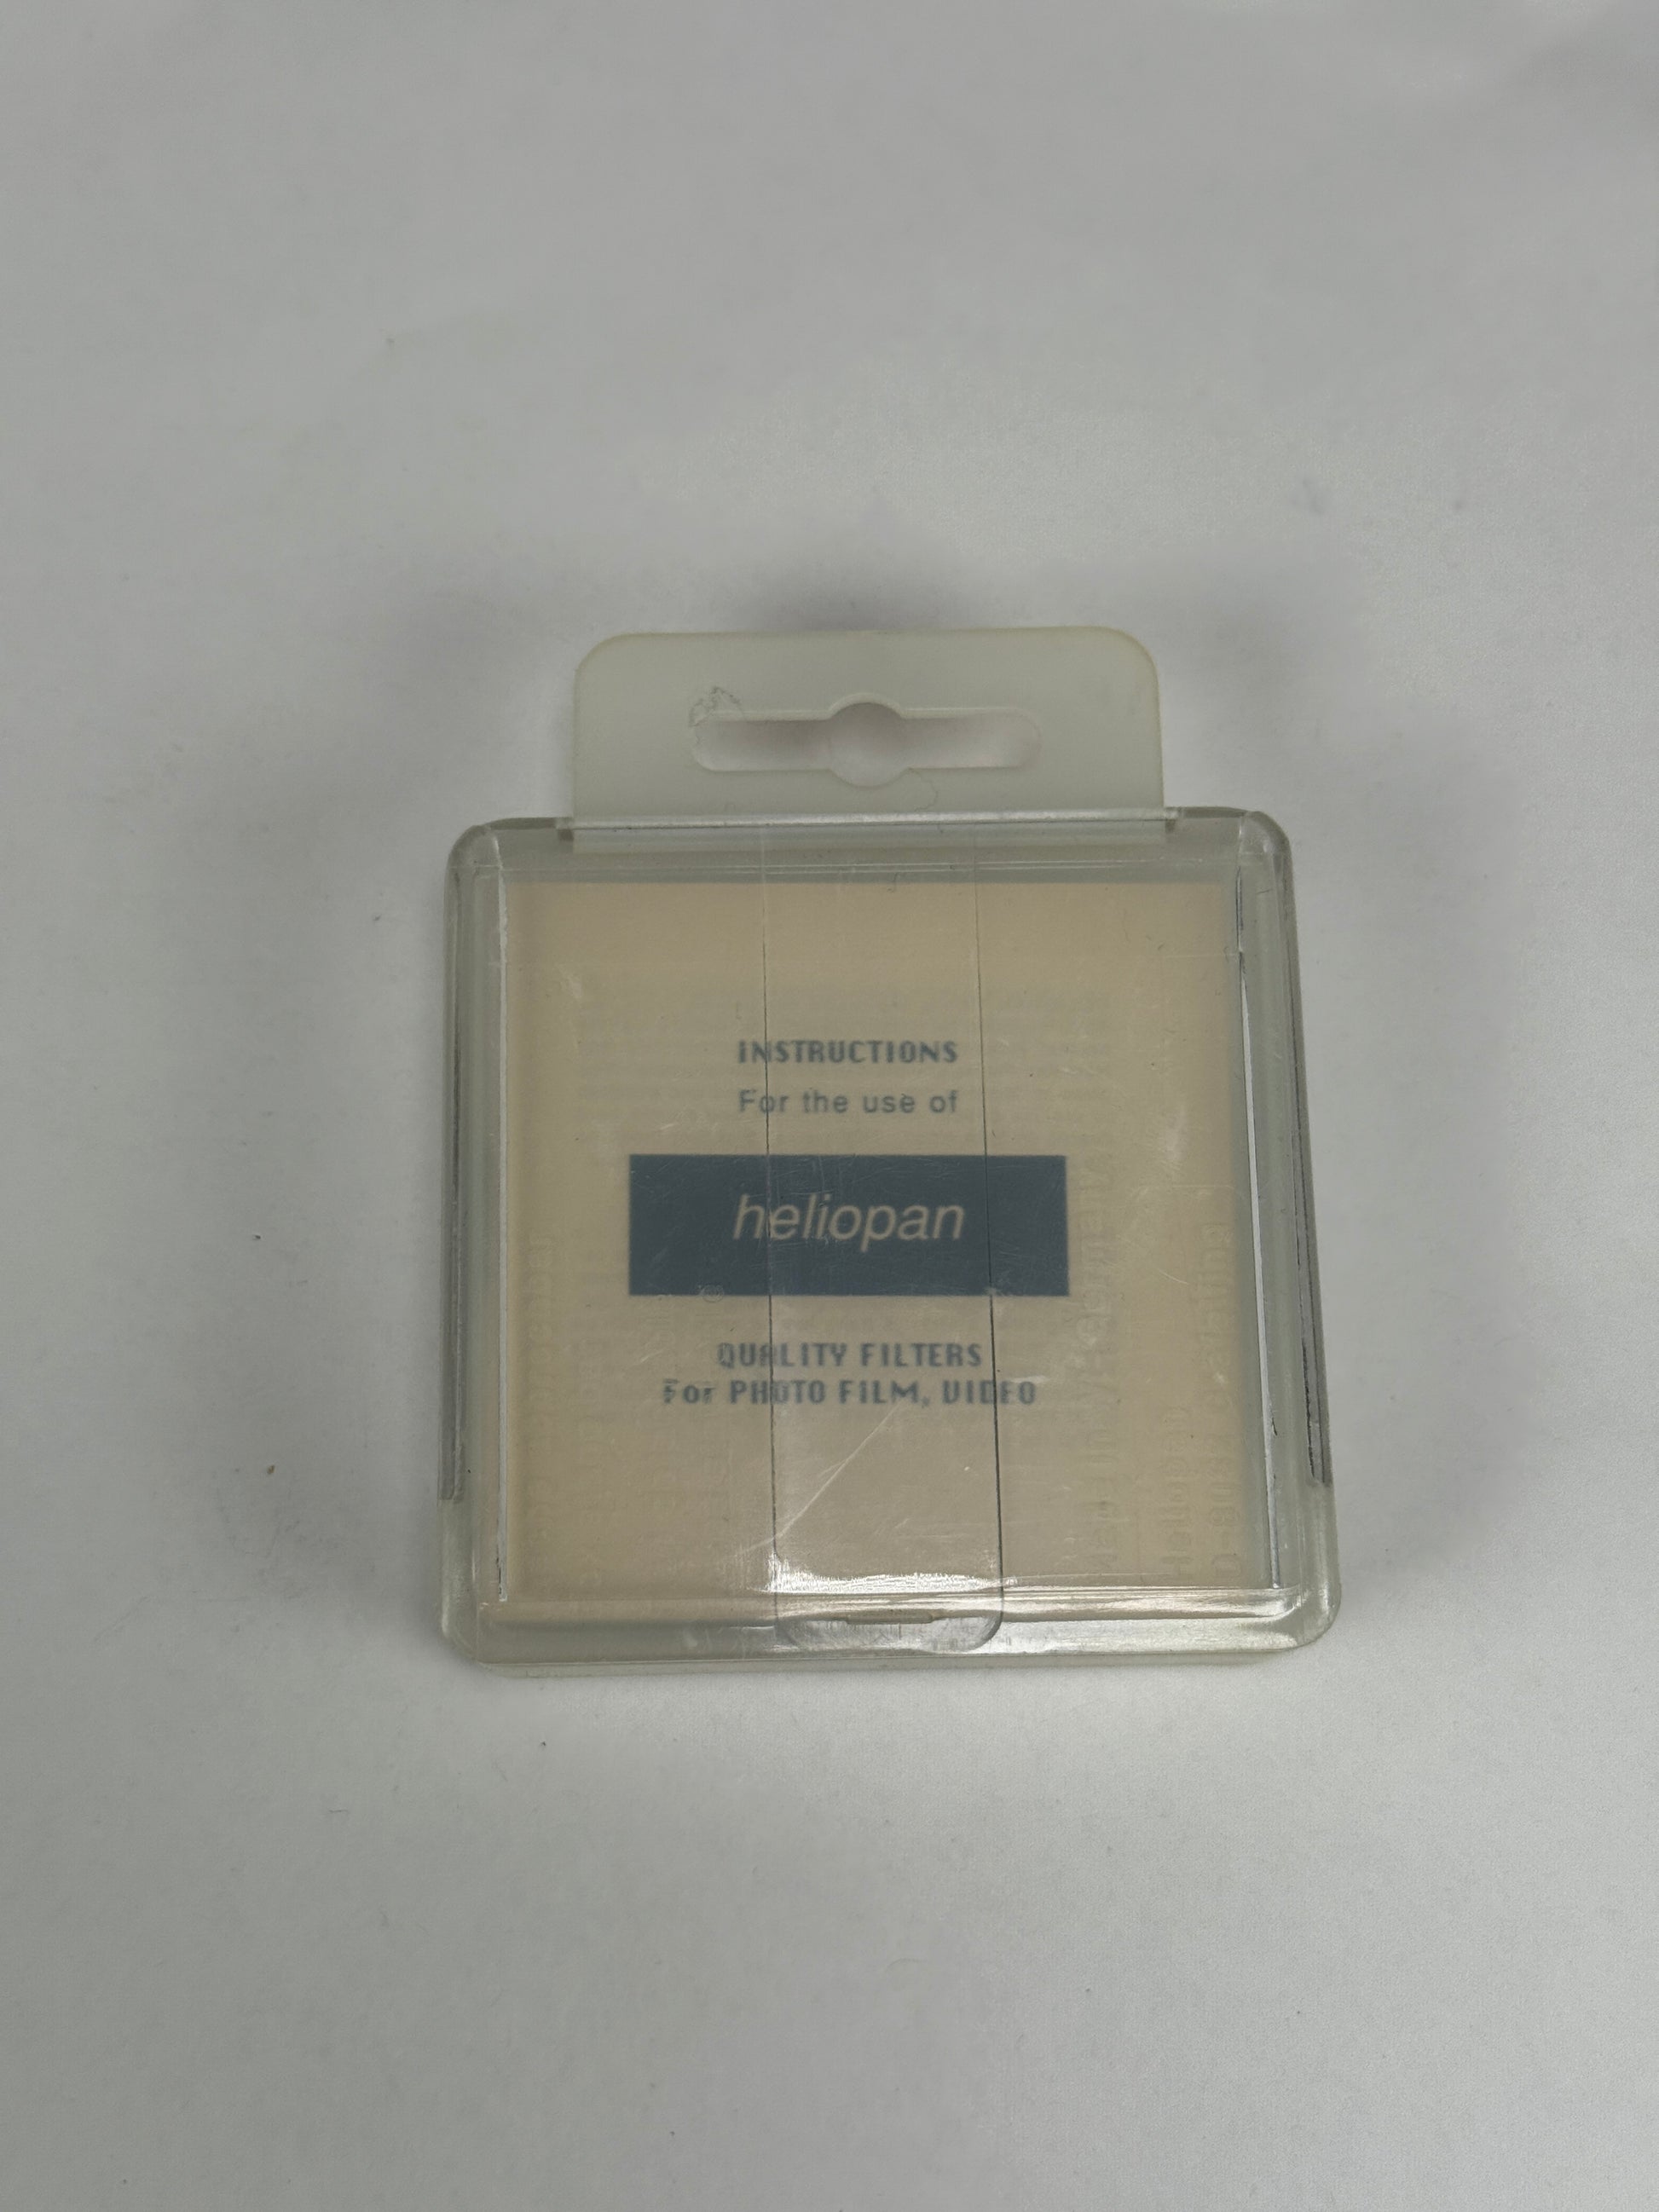 INSTRUCTIONS
For the use of
heliopan
QUALITY FILTERS
For PHOTO FILM, VIDEO